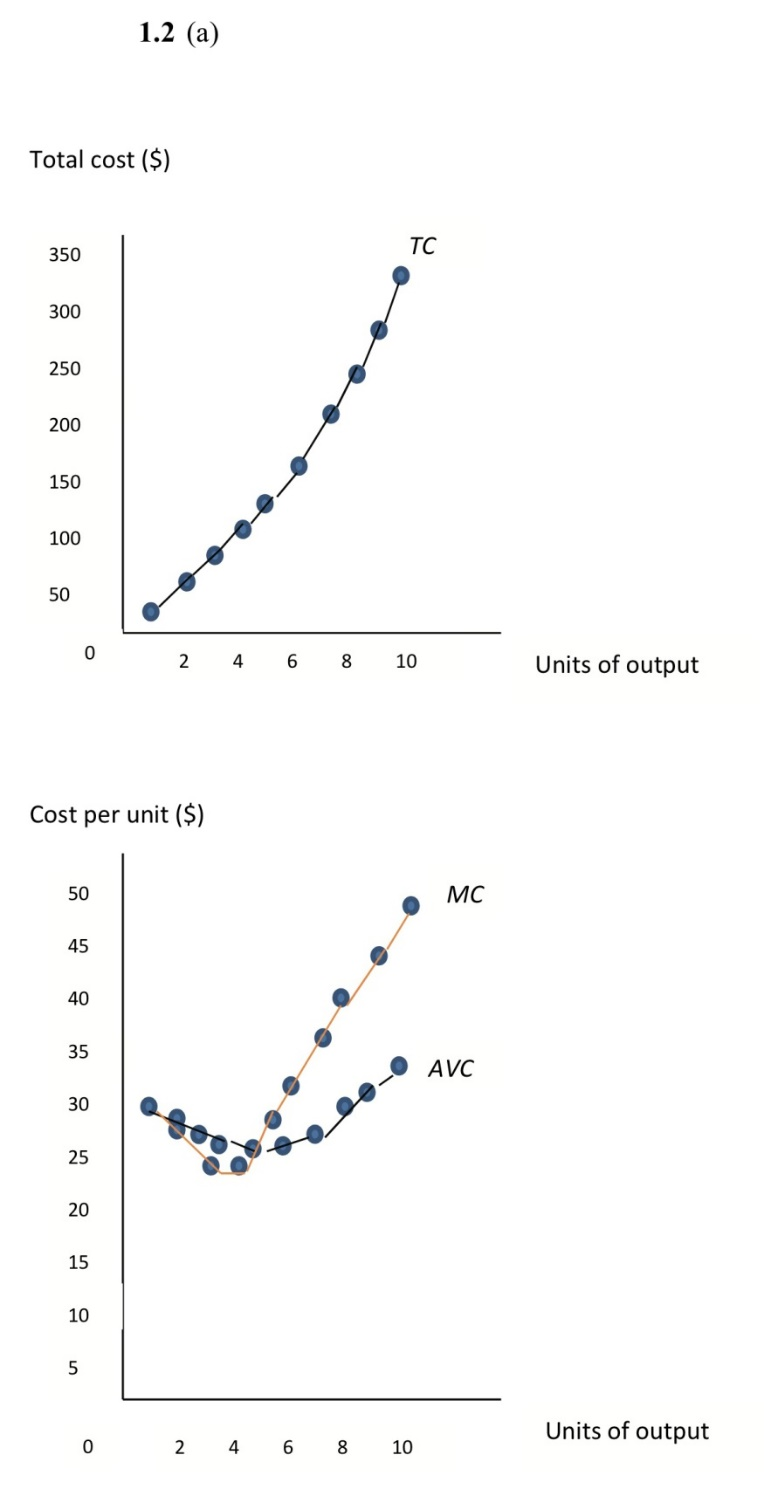 1.2 (a)
Total cost ($)
TC
350
300
250
200
150
100
50
0
2 4 6 8 10
Units of output
Cost per unit ($)
MC
50
45
40
35
AVC
30
25
20
15
10
5
Units of output
0 2 4 6 8 10